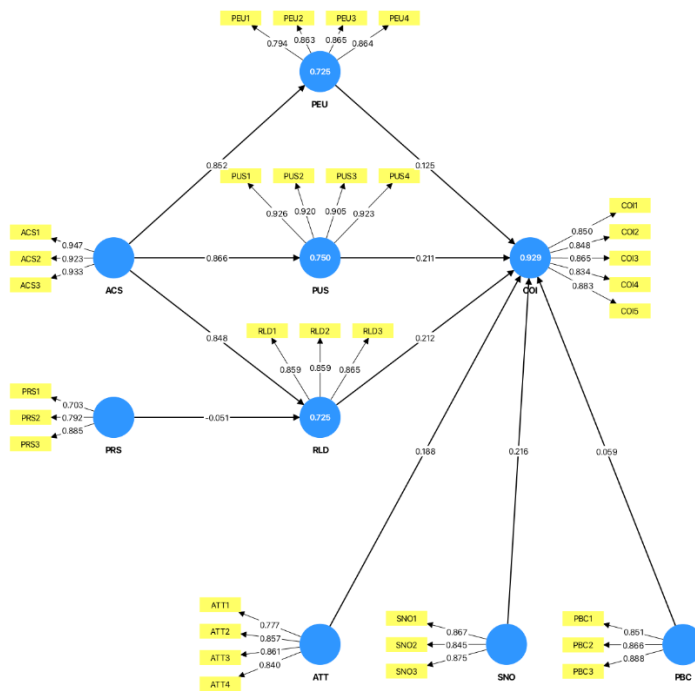 PEU1 PEU2 PEU3 PEU4
0.794 0.863 0.865 0.864
0.725
PEU
0.852
0.125
PUS1 PUS2 PUS3 PUS4
0.926 0.920 0.905 0.923
ACS1
ACS2
ACS3
0.947
0.923
0.933
ACS
0.866
0.750
PUS
0.211
0.929
COI
0.850
0.848
0.865
0.834
0.883
COI1
COI2
COI3
COI4
COI5
0.848
RLD1 RLD2 RLD3
0.859 0.859 0.865
0.212
PRS1
PRS2
PRS3
0.703
0.792
0.885
PRS
-0.051
0.725
RLD
0.188
0.216
0.059
ATT1
ATT2
ATT3
ATT4
0.777
0.857
0.861
0.840
ATT
SNO1
SNO2
SNO3
0.867
0.845
0.875
SNO
PBC1
PBC2
PBC3
0.851
0.866
0.888
PBC